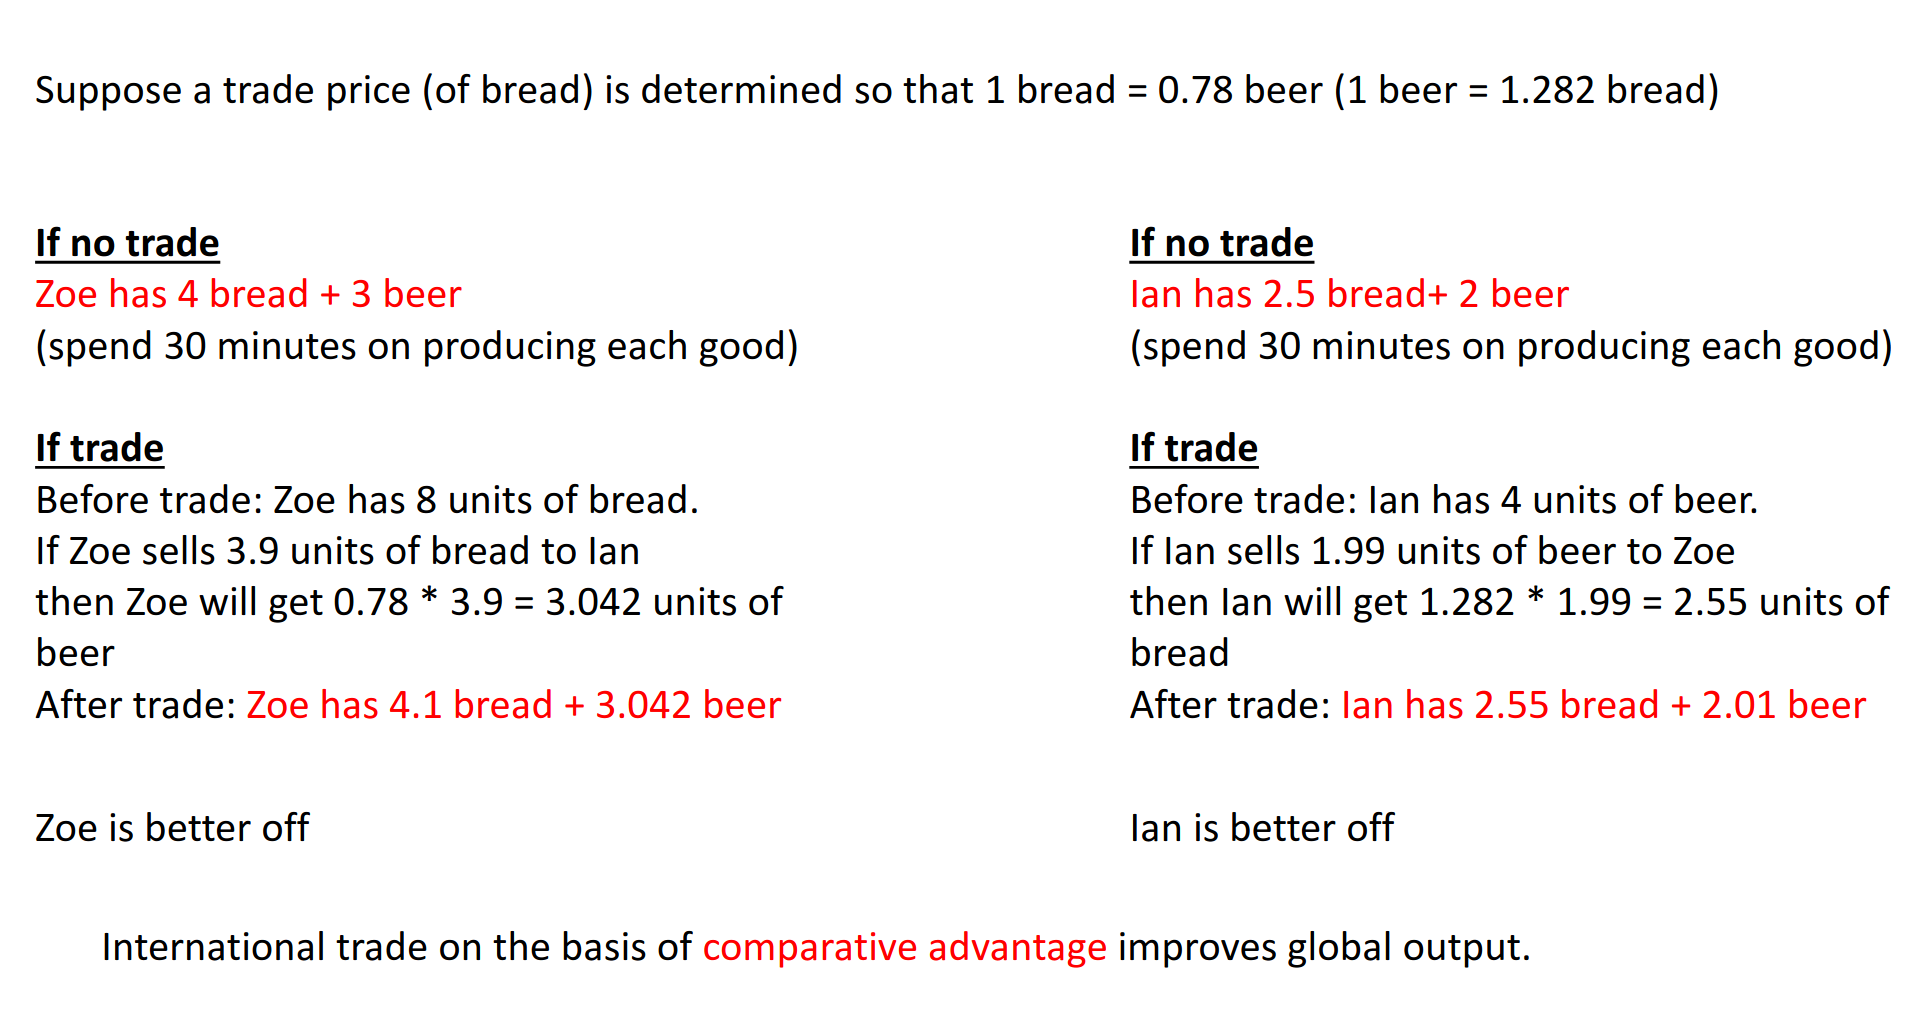 Suppose a trade price (of bread) is determined so that 1 bread = 0.78 beer (1 beer = 1.282 bread)
If no trade
Zoe has 4 bread + 3 beer
(spend 30 minutes on producing each good)
If trade
Before trade: Zoe has 8 units of bread.
If Zoe sells 3.9 units of bread to Ian
then Zoe will get 0.78 * 3.9 = 3.042 units of
beer
After trade: Zoe has 4.1 bread + 3.042 beer
Zoe is better off
If no trade
Ian has 2.5 bread+ 2 beer
(spend 30 minutes on producing each good)
If trade
Before trade: Ian has 4 units of beer.
If Ian sells 1.99 units of beer to Zoe
then Ian will get 1.282 * 1.99 = 2.55 units of
bread
After trade: Ian has 2.55 bread + 2.01 beer
Ian is better off
International trade on the basis of comparative advantage improves global output.